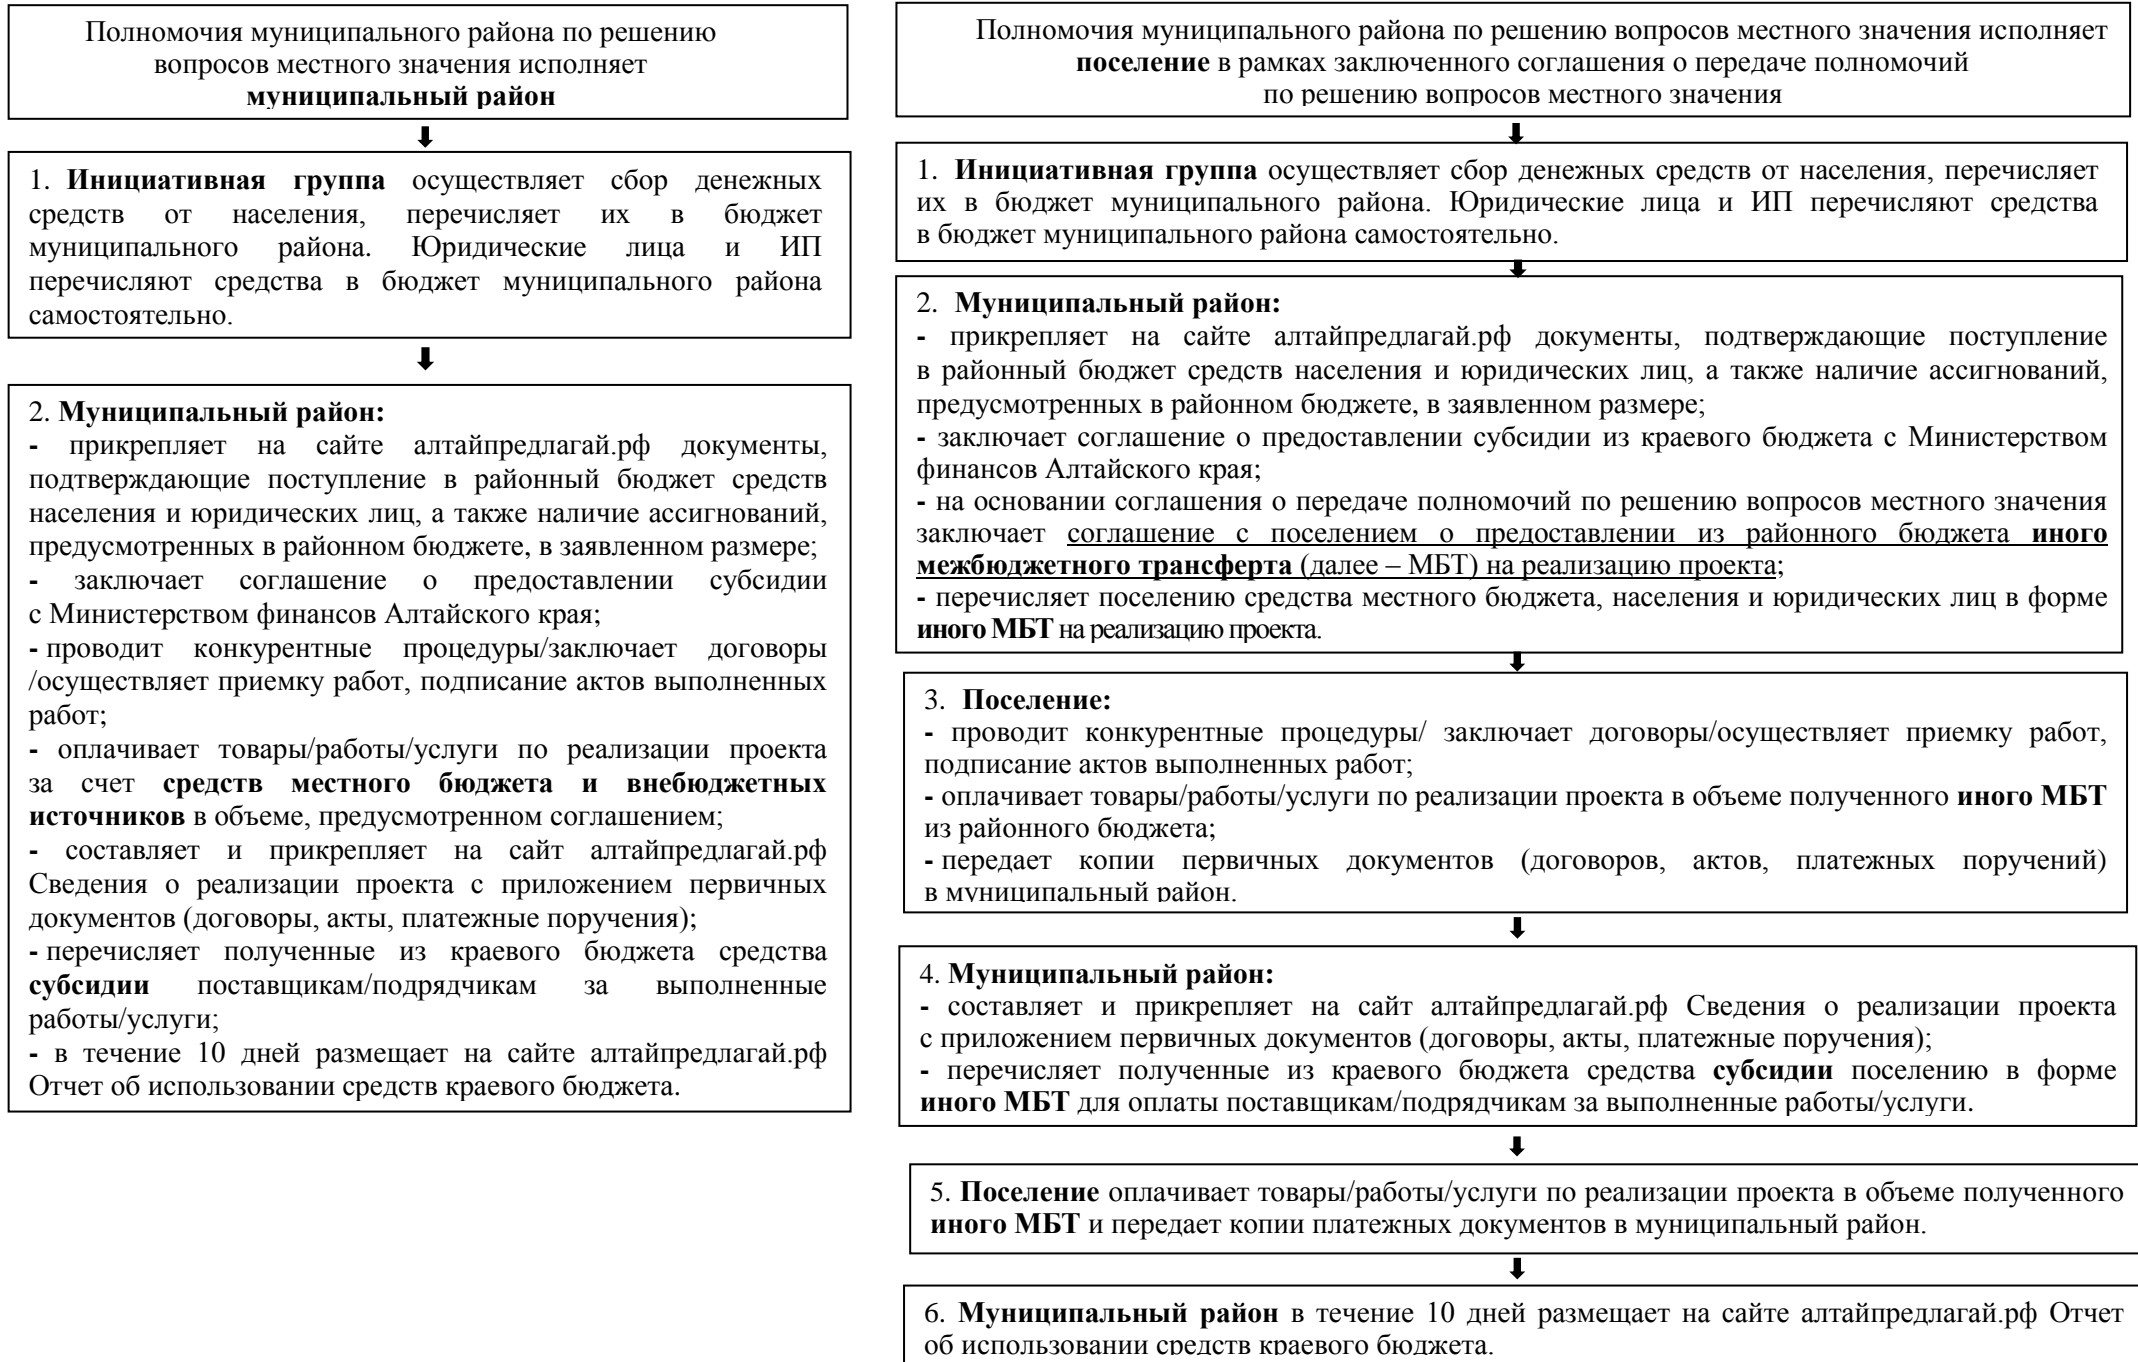 Полномочия муниципального района по решению
вопросов местного значения исполняет
муниципальный район
1. Инициативная группа осуществляет сбор денежных
средств от населения, перечисляет их в бюджет
муниципального района. Юридические лица и ИП
перечисляют средства в бюджет муниципального района
самостоятельно.
2. Муниципальный район:
- прикрепляет на сайте алтайпредлагай.рф документы,
подтверждающие поступление в районный бюджет средств
населения и юридических лиц, а также наличие ассигнований,
предусмотренных в районном бюджете, в заявленном размере;
- заключает соглашение о предоставлении субсидии
с Министерством финансов Алтайского края;
- проводит конкурентные процедуры/заключает договоры
/осуществляет приемку работ, подписание актов выполненных
работ;
- оплачивает товары/работы/услуги по реализации проекта
за счет средств местного бюджета и внебюджетных
источников в объеме, предусмотренном соглашением;
- составляет и прикрепляет на сайт алтайпредлагай.рф
Сведения о реализации проекта с приложением первичных
документов (договоры, акты, платежные поручения);
- перечисляет полученные из краевого бюджета средства
субсидии поставщикам/подрядчикам за выполненные
работы/услуги;
- в течение 10 дней размещает на сайте алтайпредлагай.рф
Отчет об использовании средств краевого бюджета.
Полномочия муниципального района по решению вопросов местного значения исполняет
поселение в рамках заключенного соглашения о передаче полномочий
по решению вопросов местного значения
1. Инициативная группа осуществляет сбор денежных средств от населения, перечисляет
их в бюджет муниципального района. Юридические лица и ИП перечисляют средства
в бюджет муниципального района самостоятельно.
2. Муниципальный район:
- прикрепляет на сайте алтайпредлагай.рф документы, подтверждающие поступление
в районный бюджет средств населения и юридических лиц, а также наличие ассигнований,
предусмотренных в районном бюджете, в заявленном размере;
- заключает соглашение о предоставлении субсидии из краевого бюджета с Министерством
финансов Алтайского края;
- на основании соглашения о передаче полномочий по решению вопросов местного значения
заключает соглашение с поселением о предоставлении из районного бюджета иного
межбюджетного трансферта (далее – МБТ) на реализацию проекта;
- перечисляет поселению средства местного бюджета, населения и юридических лиц в форме
иного МБТ на реализацию проекта.
3. Поселение:
- проводит конкурентные процедуры/ заключает договоры/осуществляет приемку работ,
подписание актов выполненных работ;
- оплачивает товары/работы/услуги по реализации проекта в объеме полученного иного МБТ
из районного бюджета;
- передает копии первичных документов (договоров, актов, платежных поручений)
в муниципальный район.
4. Муниципальный район:
- составляет и прикрепляет на сайт алтайпредлагай.рф Сведения о реализации проекта
с приложением первичных документов (договоры, акты, платежные поручения);
- перечисляет полученные из краевого бюджета средства субсидии поселению в форме
иного МБТ для оплаты поставщикам/подрядчикам за выполненные работы/услуги.
5. Поселение оплачивает товары/работы/услуги по реализации проекта в объеме полученного
иного МБТ и передает копии платежных документов в муниципальный район.
6. Муниципальный район в течение 10 дней размещает на сайте алтайпредлагай.рф Отчет
об использовании средств краевого бюджета.